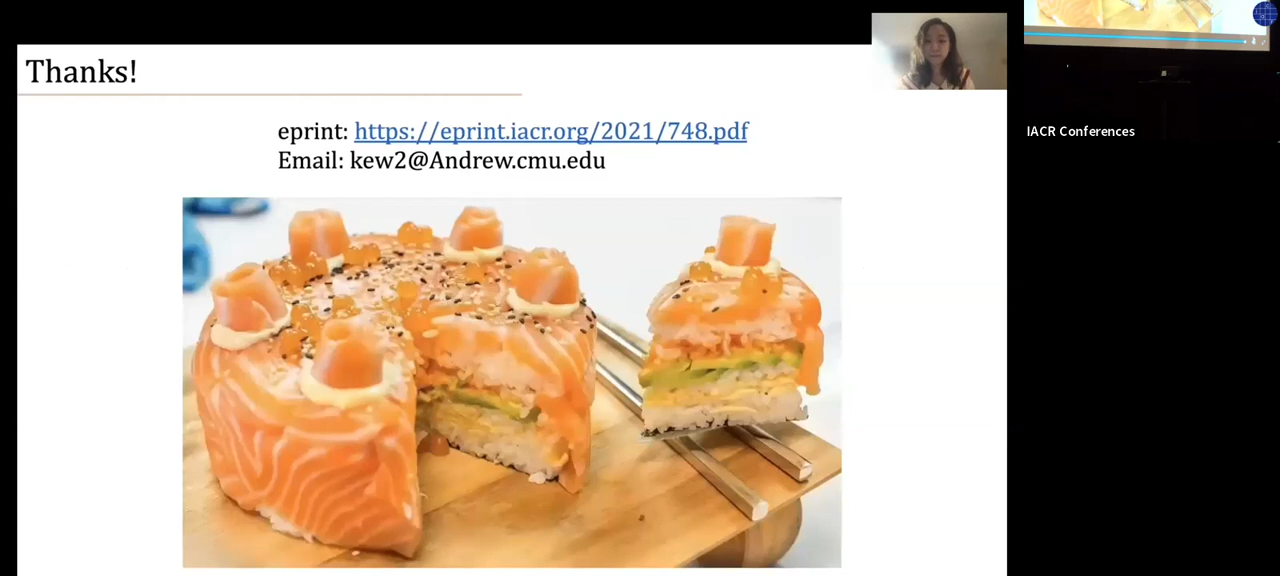 Thanks!
eprint: https://eprint.iacr.org/2021/748.pdf
Email: kew2@Andrew.cmu.edu
IACR Conferences